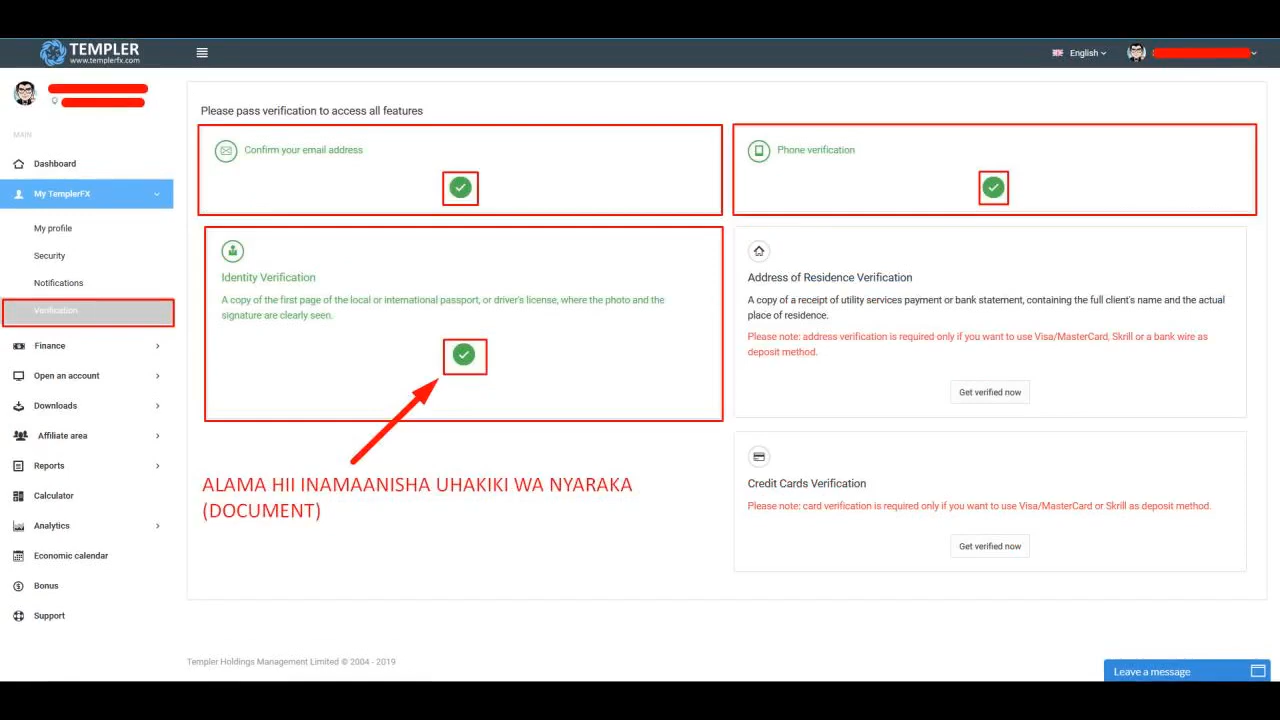 TEMPLER
www.templerfx.com
English
MAIN
Dashboard
My TemplerFX
My profile
Security
Notifications
Verification
Finance
Open an account
Downloads
Affiliate area
Reports
Calculator
Analytics
Economic calendar
Bonus
Support
Please pass verification to access all features
Confirm your email address
Phone verification
Identity Verification
A copy of the first page of the local or international passport, or driver's license, where the photo and the
signature are clearly seen.
Address of Residence Verification
A copy of a receipt of utility services payment or bank statement, containing the full client's name and the actual
place of residence.
Please note: address verification is required only if you want to use Visa/MasterCard, Skrill or a bank wire as
deposit method.
Get verified now
ALAMA HII INAMAANISHA UHAKIKI WA NYARAKA
(DOCUMENT)
Credit Cards Verification
Please note: card verification is required only if you want to use Visa/MasterCard or Skrill as deposit method.
Get verified now
Templer Holdings Management Limited © 2004 - 2019
Leave a message